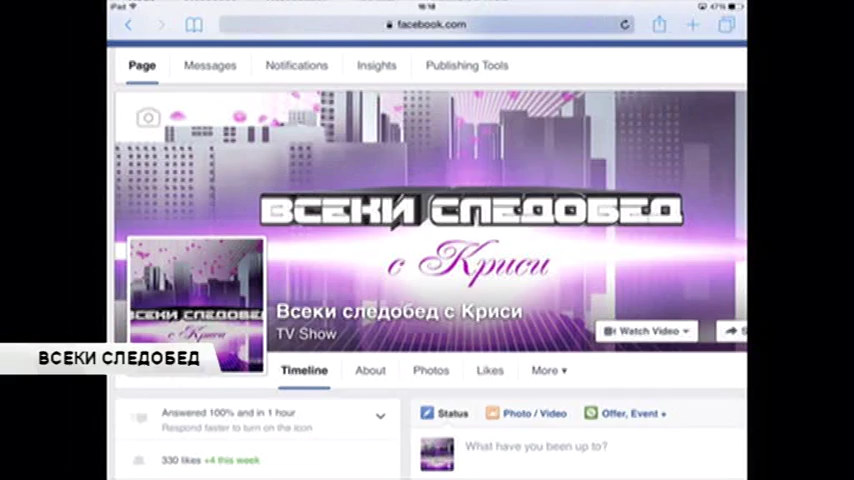 iPad 16:18 47%
facebook.com
Page Messages Notifications Insights Publishing Tools
ВСЕКИ СЛЕДОБЕД
с Криси
ВСЕКИ СЛЕДОБЕД
с Криси
Всеки следобед с Криси
TV Show
Watch Video
S
ВСЕКИ СЛЕДОБЕД
Timeline About Photos Likes More
Answered 100% and in 1 hour
Respond faster to turn on the icon
330 likes +4 this week
Status Photo / Video Offer, Event +
What have you been up to?